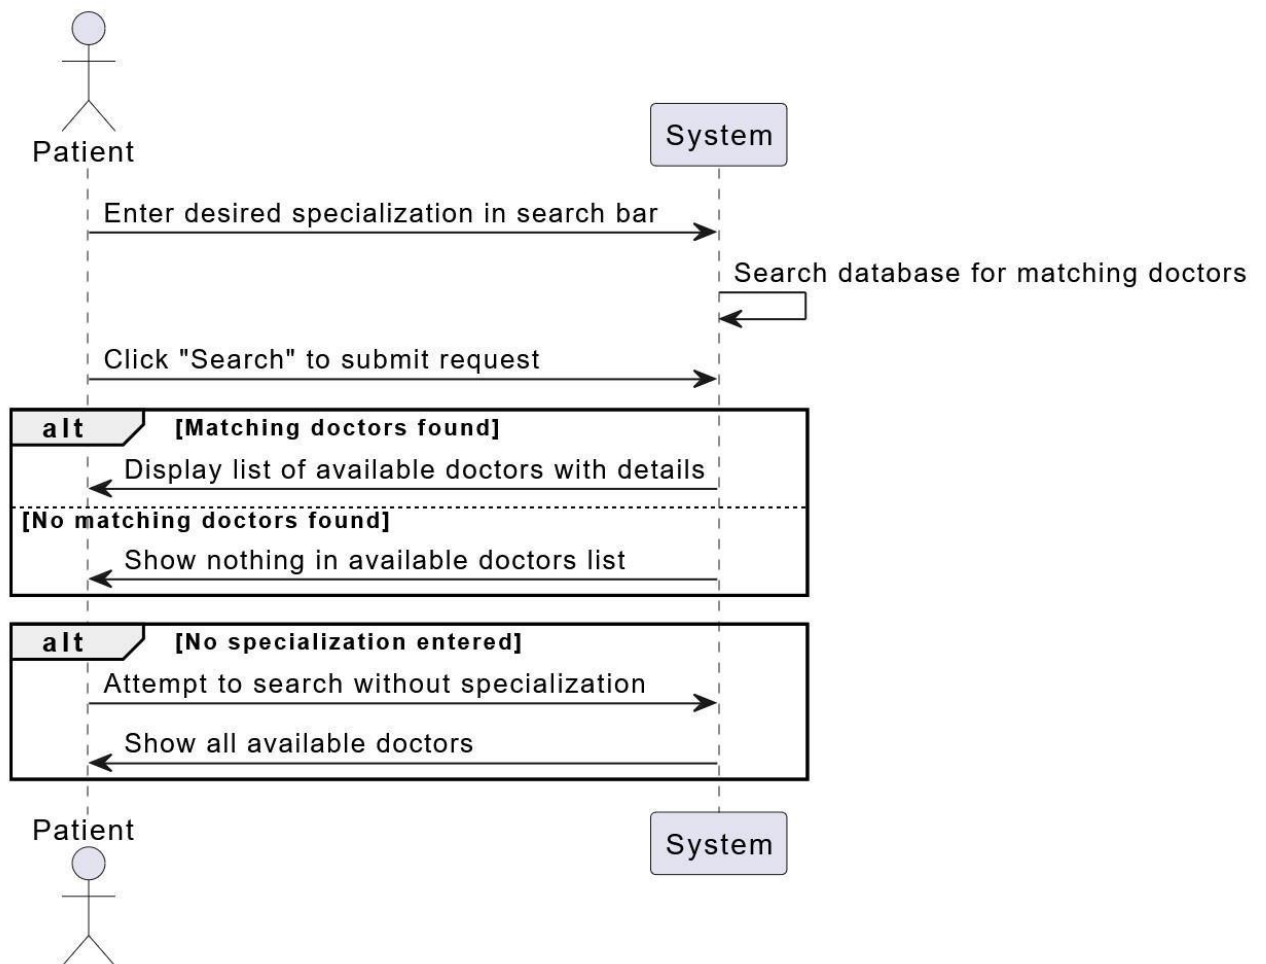 Patient
System
Enter desired specialization in search bar
Search database for matching doctors
Click "Search" to submit request
alt [Matching doctors found]
Display list of available doctors with details
[No matching doctors found]
Show nothing in available doctors list
alt [No specialization entered]
Attempt to search without specialization
Show all available doctors
Patient
System